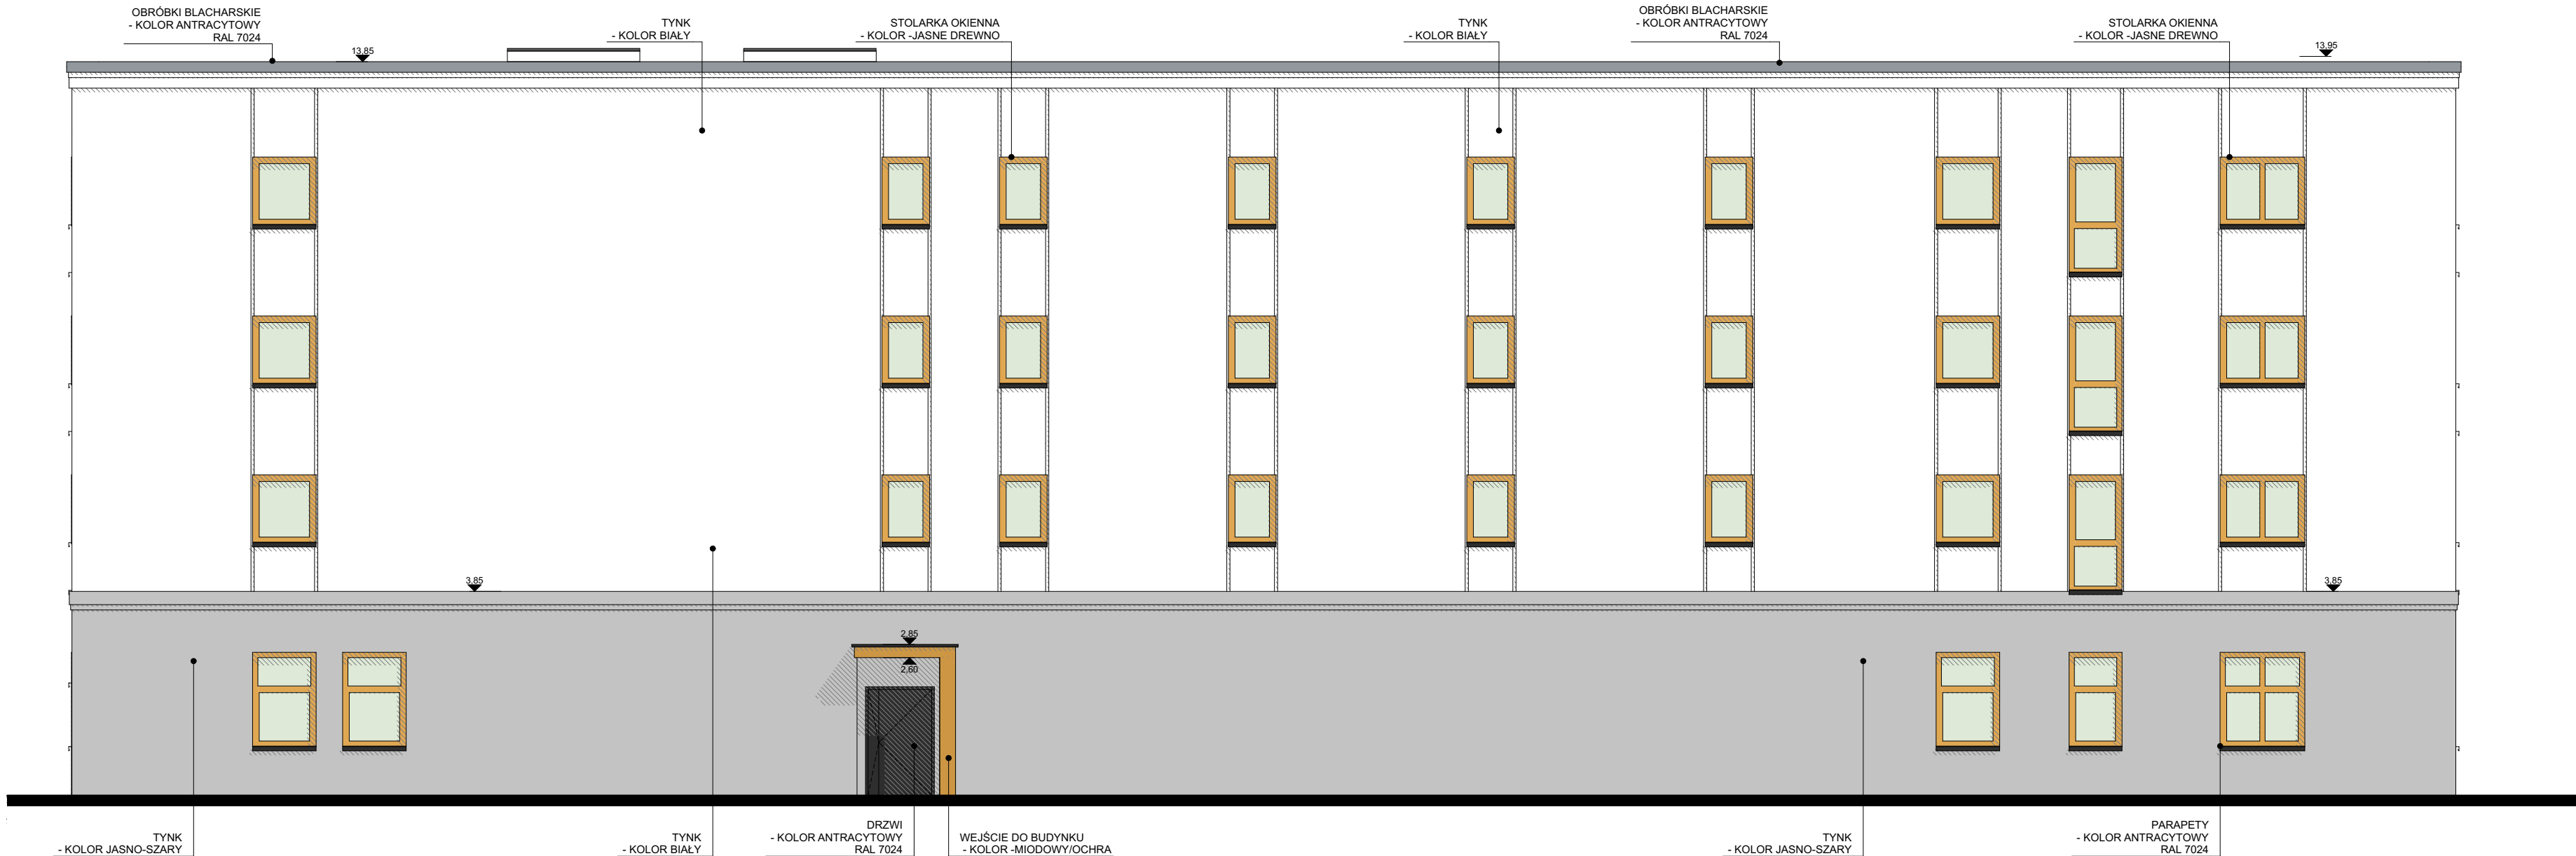 OBRÓBKI BLACHARSKIE
- KOLOR ANTRACYTOWY
RAL 7024
13,85
TYNK
- KOLOR BIAŁY
STOLARKA OKIENNA
- KOLOR -JASNE DREWNO
TYNK
- KOLOR BIAŁY
OBRÓBKI BLACHARSKIE
- KOLOR ANTRACYTOWY
RAL 7024
STOLARKA OKIENNA
- KOLOR -JASNE DREWNO
13,95
3,85
3,85
2,85
2,60
TYNK
- KOLOR JASNO-SZARY
TYNK
- KOLOR BIAŁY
DRZWI
- KOLOR ANTRACYTOWY
RAL 7024
WEJŚCIE DO BUDYNKU
- KOLOR -MIODOWY/OCHRA
TYNK
- KOLOR JASNO-SZARY
PARAPETY
- KOLOR ANTRACYTOWY
RAL 7024